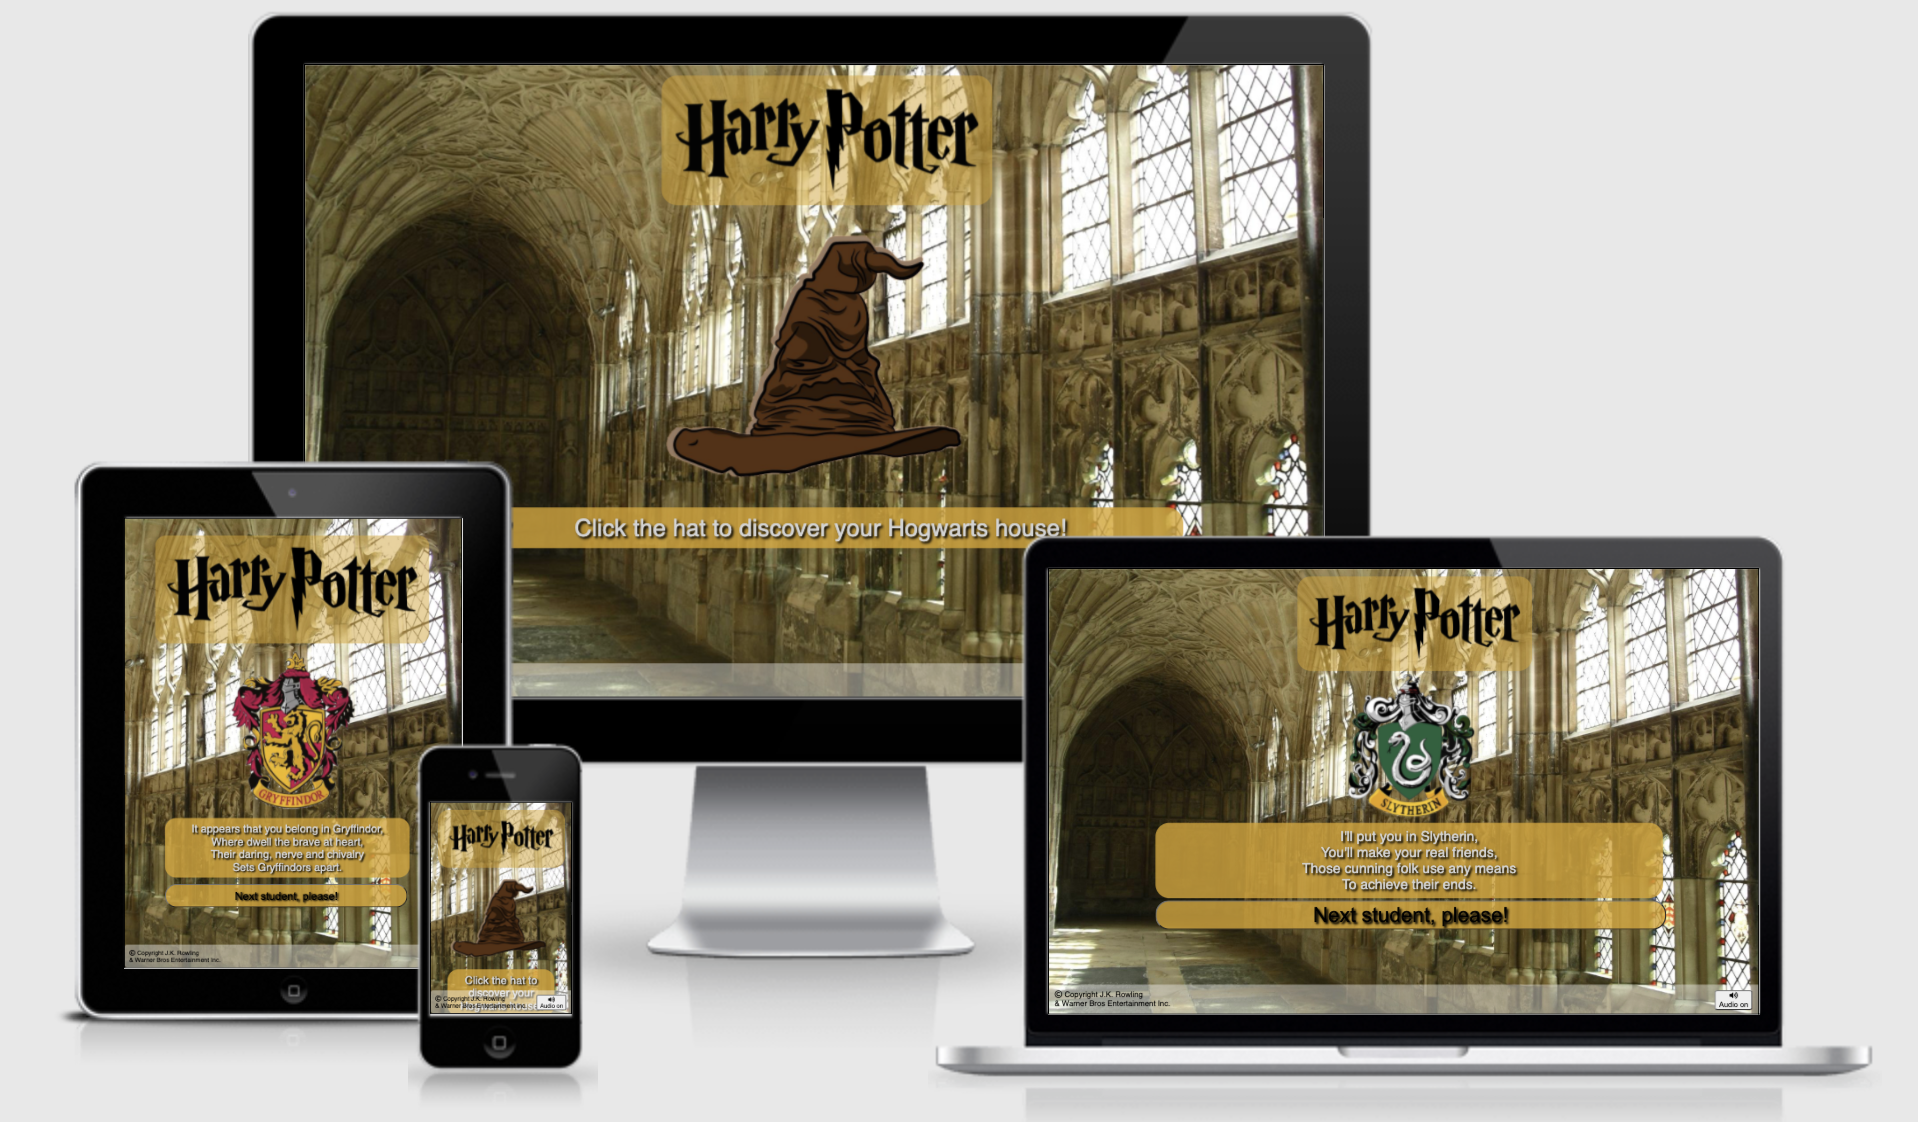 Harry Potter
Click the hat to discover your Hogwarts house!
Harry Potter
GRYFFINDOR
It appears that you belong in Gryffindor,
Where dwell the brave at heart,
Their daring, nerve and chivalry
Sets Gryffindors apart.
Next student, please!
© Copyright J.K. Rowling
& Warner Bros Entertainment Inc.
Harry Potter
Click the hat to
discover your
Hogwarts house!
© Copyright J.K. Rowling
& Warner Bros Entertainment Inc.
Audio on
Harry Potter
SLYTHERIN
I'll put you in Slytherin,
You'll make your real friends,
Those cunning folk use any means
To achieve their ends.
Next student, please!
© Copyright J.K. Rowling
& Warner Bros Entertainment Inc.
Audio on